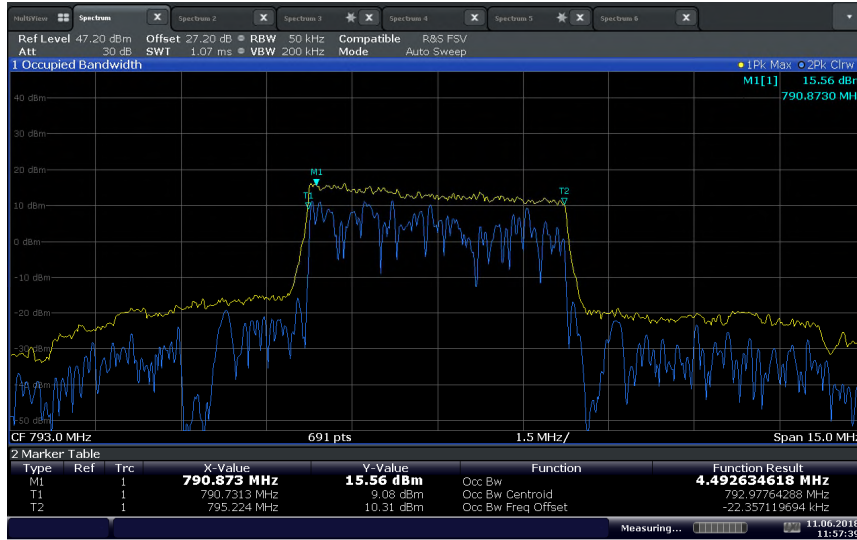 MultiView Spectrum X Spectrum 2 X Spectrum 3 X Spectrum 4 X Spectrum 5 X Spectrum 6 X
Ref Level 47.20 dBm Offset 27.20 dB RBW 50 kHz Compatible R&S FSV
Att 30 dB SWT 1.07 ms VBW 200 kHz Mode Auto Sweep
1 Occupied Bandwidth 1Pk Max 2Pk Clrw
M1[1] 15.56 dBm
790.8730 MH
40 dBm
30 dBm
20 dBm
M1
T1
T2
10 dBm
0 dBm
-10 dBm
-20 dBm
-30 dBm
-40 dBm
-50 dBm
CF 793.0 MHz 691 pts 1.5 MHz/ Span 15.0 MHz
2 Marker Table
Type Ref Trc X-Value Y-Value Function Function Result
M1 1 790.873 MHz 15.56 dBm Occ Bw 4.492634618 MHz
T1 1 790.7313 MHz 9.08 dBm Occ Bw Centroid 792.97764288 MHz
T2 1 795.224 MHz 10.31 dBm Occ Bw Freq Offset -22.357119694 kHz
Measuring... 11.06.2018
11:57:39